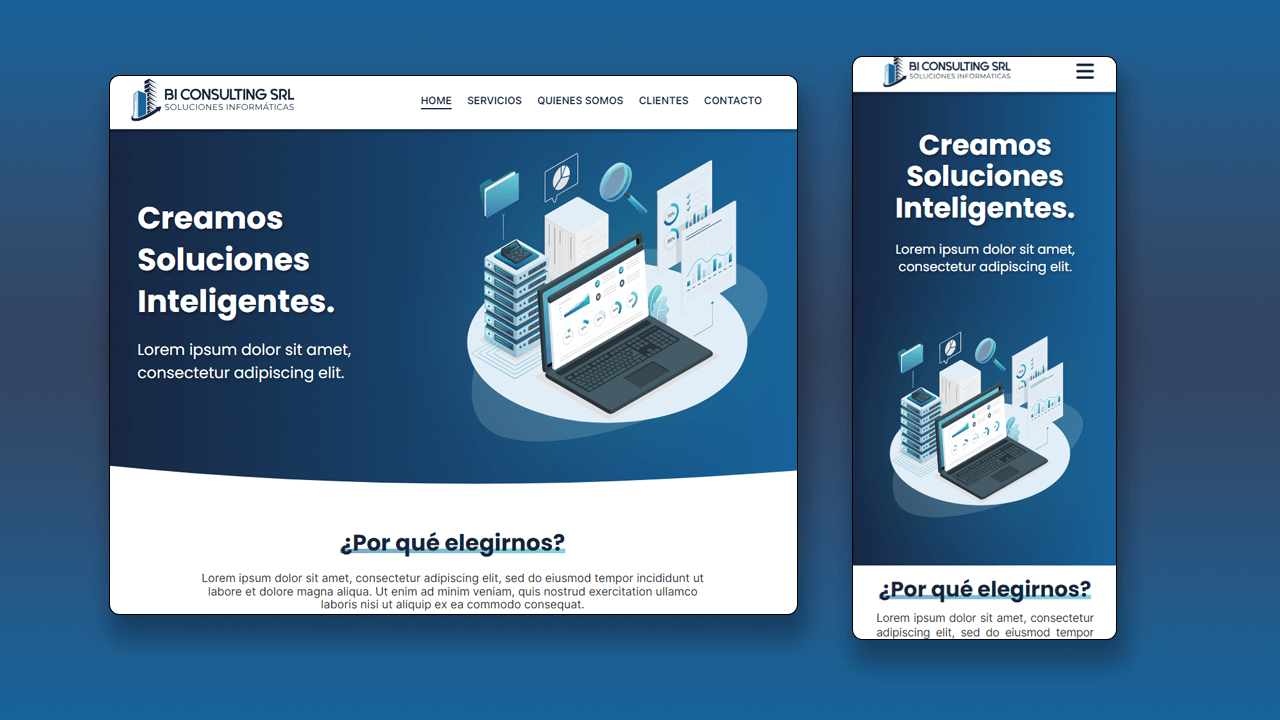 BI CONSULTING SRL
SOLUCIONES INFORMÁTICAS
HOME SERVICIOS QUIENES SOMOS CLIENTES CONTACTO
Creamos
Soluciones
Inteligentes.
Lorem ipsum dolor sit amet,
consectetur adipiscing elit.
¿Por qué elegirnos?
Lorem ipsum dolor sit amet, consectetur adipiscing elit, sed do eiusmod tempor incididunt ut
labore et dolore magna aliqua. Ut enim ad minim veniam, quis nostrud exercitation ullamco
laboris nisi ut aliquip ex ea commodo consequat.
BI CONSULTING SRL
SOLUCIONES INFORMÁTICAS
Creamos
Soluciones
Inteligentes.
Lorem ipsum dolor sit amet,
consectetur adipiscing elit.
¿Por qué elegirnos?
Lorem ipsum dolor sit amet, consectetur
adipiscing elit, sed do eiusmod tempor